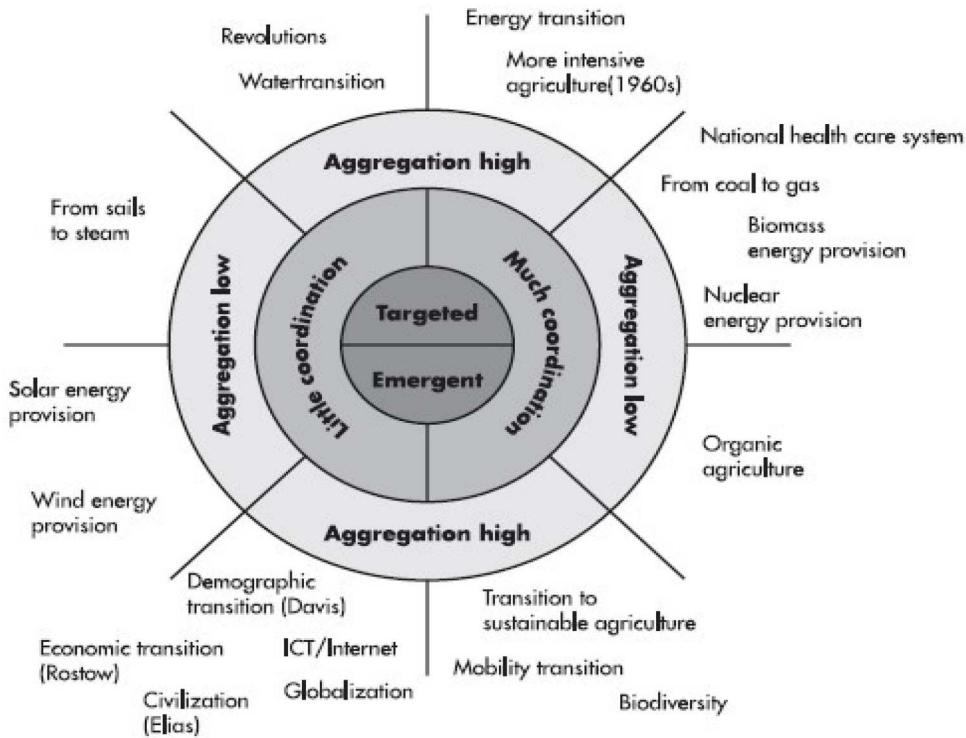 Energy transition
Revolutions
More intensive
agriculture(1960s)
Watertransition
National health care system
Aggregation high
From coal to gas
From sails
to steam
Biomass
energy provision
Aggregation low
Little coordination
Much coordination
Aggregation low
Nuclear
energy provision
Targeted
Emergent
Solar energy
provision
Organic
agriculture
Wind energy
provision
Aggregation high
Demographic
transition (Davis)
Transition to
sustainable agriculture
Economic transition
(Rostow)
ICT/Internet
Mobility transition
Civilization
(Elias)
Globalization
Biodiversity